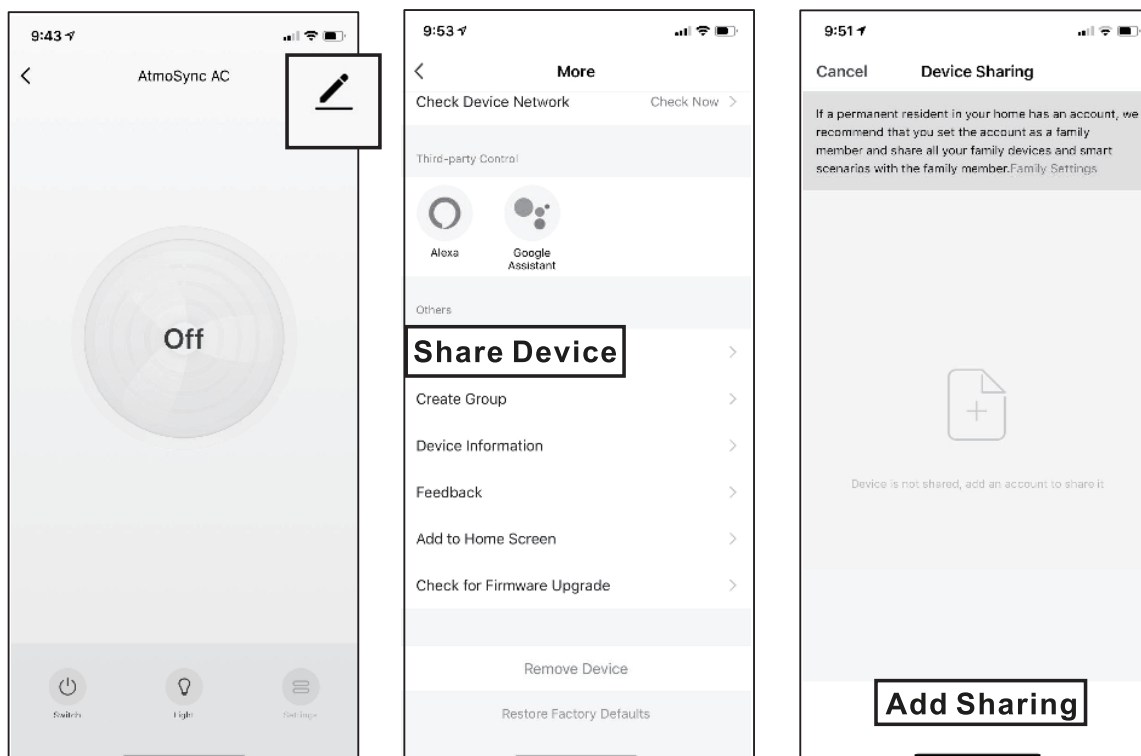 9:43
AtmoSync AC
Off
Switch
Light
Settings
9:53
More
Check Device Network Check Now
Third-party Control
Alexa
Google
Assistant
Others
Share Device
Create Group
Device Information
Feedback
Add to Home Screen
Check for Firmware Upgrade
Remove Device
Restore Factory Defaults
9:51
Cancel Device Sharing
If a permanent resident in your home has an account, we
recommend that you set the account as a family
member and share all your family devices and smart
scenarios with the family member.Family Settings
Device is not shared, add an account to share it
Add Sharing